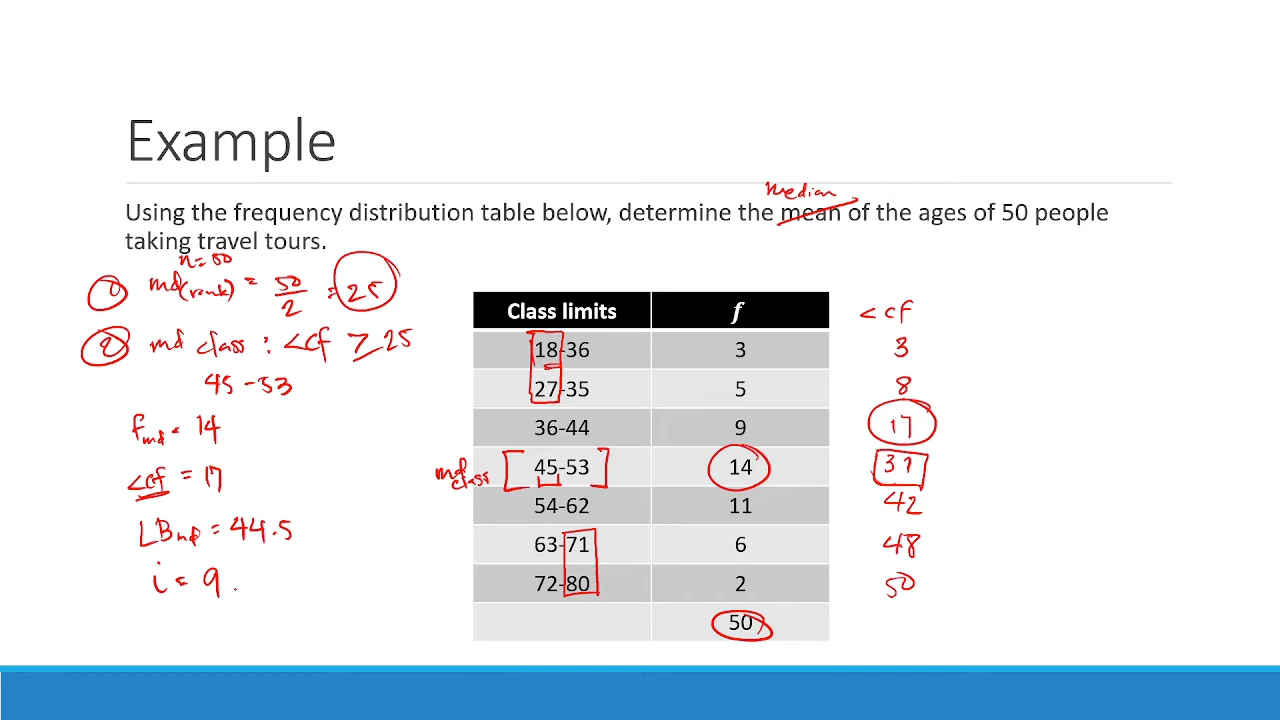 Example
median
Using the frequency distribution table below, determine the mean of the ages of 50 people
taking travel tours.
n=50
① md(rank) = 50/2 = 25
② md class : <cf ≥ 25
45-53
fmd = 14
<cf = 17
LBmd = 44.5
i = 9.
Class limits f <cf
18-36 3 3
27-35 5 8
36-44 9 17
md class [45-53] 14 31
54-62 11 42
63-71 6 48
72-80 2 50
50